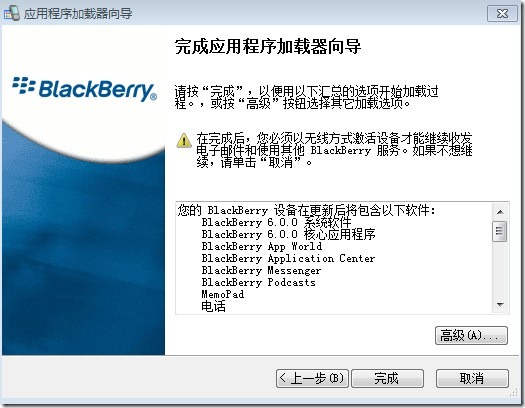 应用程序加载器向导
完成应用程序加载器向导
BlackBerry®
请按“完成”，以便用以下汇总的选项开始加载过
程。，或按“高级”按钮选择其它加载选项。
在完成后，您必须以无线方式激活设备才能继续收发
电子邮件和使用其他 BlackBerry 服务。如果不想继
续，请单击“取消”。
您的 BlackBerry 设备在更新后将包含以下软件：
BlackBerry 6.0.0 系统软件
BlackBerry 6.0.0 核心应用程序
BlackBerry App World
BlackBerry Application Center
BlackBerry Messenger
BlackBerry Podcasts
MemoPad
电话
高级(A)...
< 上一步(B)
完成
取消